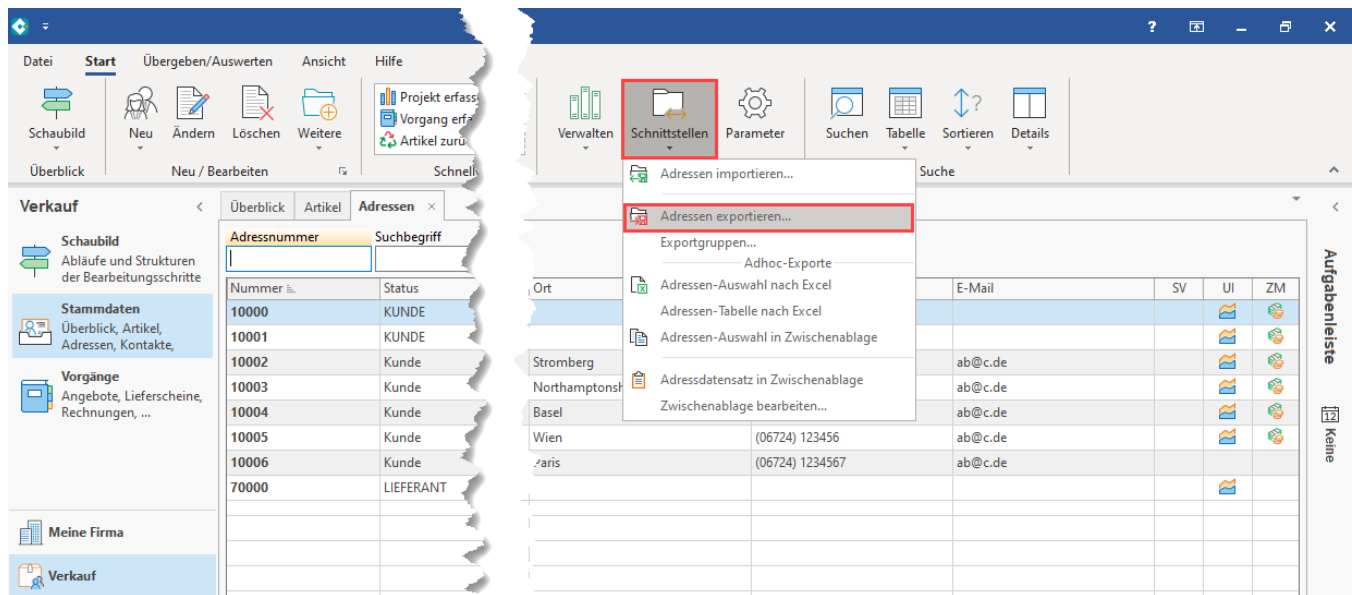 ?
Datei Start Übergeben/Auswerten Ansicht Hilfe
Schaubild Neu Ändern Löschen Weitere
Projekt erfass
Vorgang erfa
Artikel zurü
Verwalten Schnittstellen Parameter Suchen Tabelle Sortieren Details
Überblick Neu / Bearbeiten Schnell Suche
Adressen importieren...
Adressen exportieren...
Exportgruppen...
Adhoc-Exporte
Adressen-Auswahl nach Excel
Adressen-Tabelle nach Excel
Adressen-Auswahl in Zwischenablage
Adressdatensatz in Zwischenablage
Zwischenablage bearbeiten...
Verkauf
Schaubild
Abläufe und Strukturen
der Bearbeitungsschritte
Stammdaten
Überblick, Artikel,
Adressen, Kontakte,
Vorgänge
Angebote, Lieferscheine,
Rechnungen, ...
Meine Firma
Verkauf
Überblick Artikel Adressen
Adressnummer Suchbegriff
Nummer Status Ort E-Mail SV UI ZM
10000 KUNDE
10001 KUNDE
10002 Kunde Stromberg ab@c.de
10003 Kunde Northamptonsh ab@c.de
10004 Kunde Basel ab@c.de
10005 Kunde Wien (06724) 123456 ab@c.de
10006 Kunde Paris (06724) 1234567 ab@c.de
70000 LIEFERANT
Aufgabenleiste
12 Keine